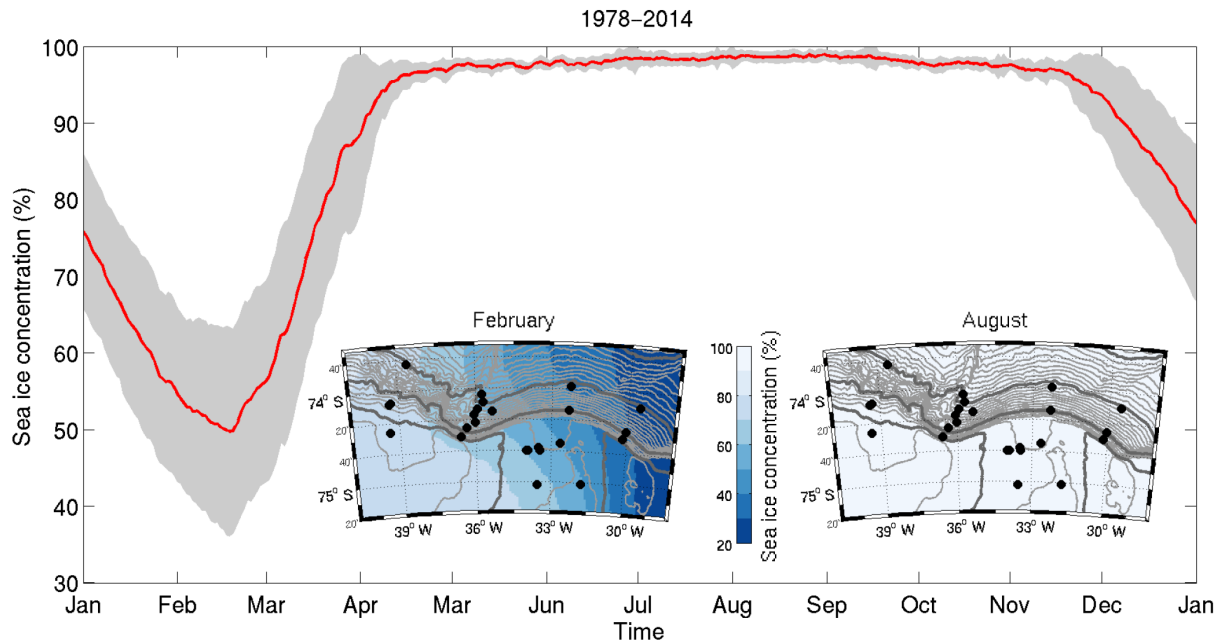 1978–2014
Sea ice concentration (%)
100
90
80
70
60
50
40
30
Jan Feb Mar Apr Mar Jun Jul Aug Sep Oct Nov Dec Jan
Time
February
40'
74° S
20'
40'
75° S
20'
39° W 36° W 33° W 30° W
100
80
60
80
60
40
20
Sea ice concentration (%)
August
40'
74° S
20'
40'
75° S
20'
39° W 36° W 33° W 30° W